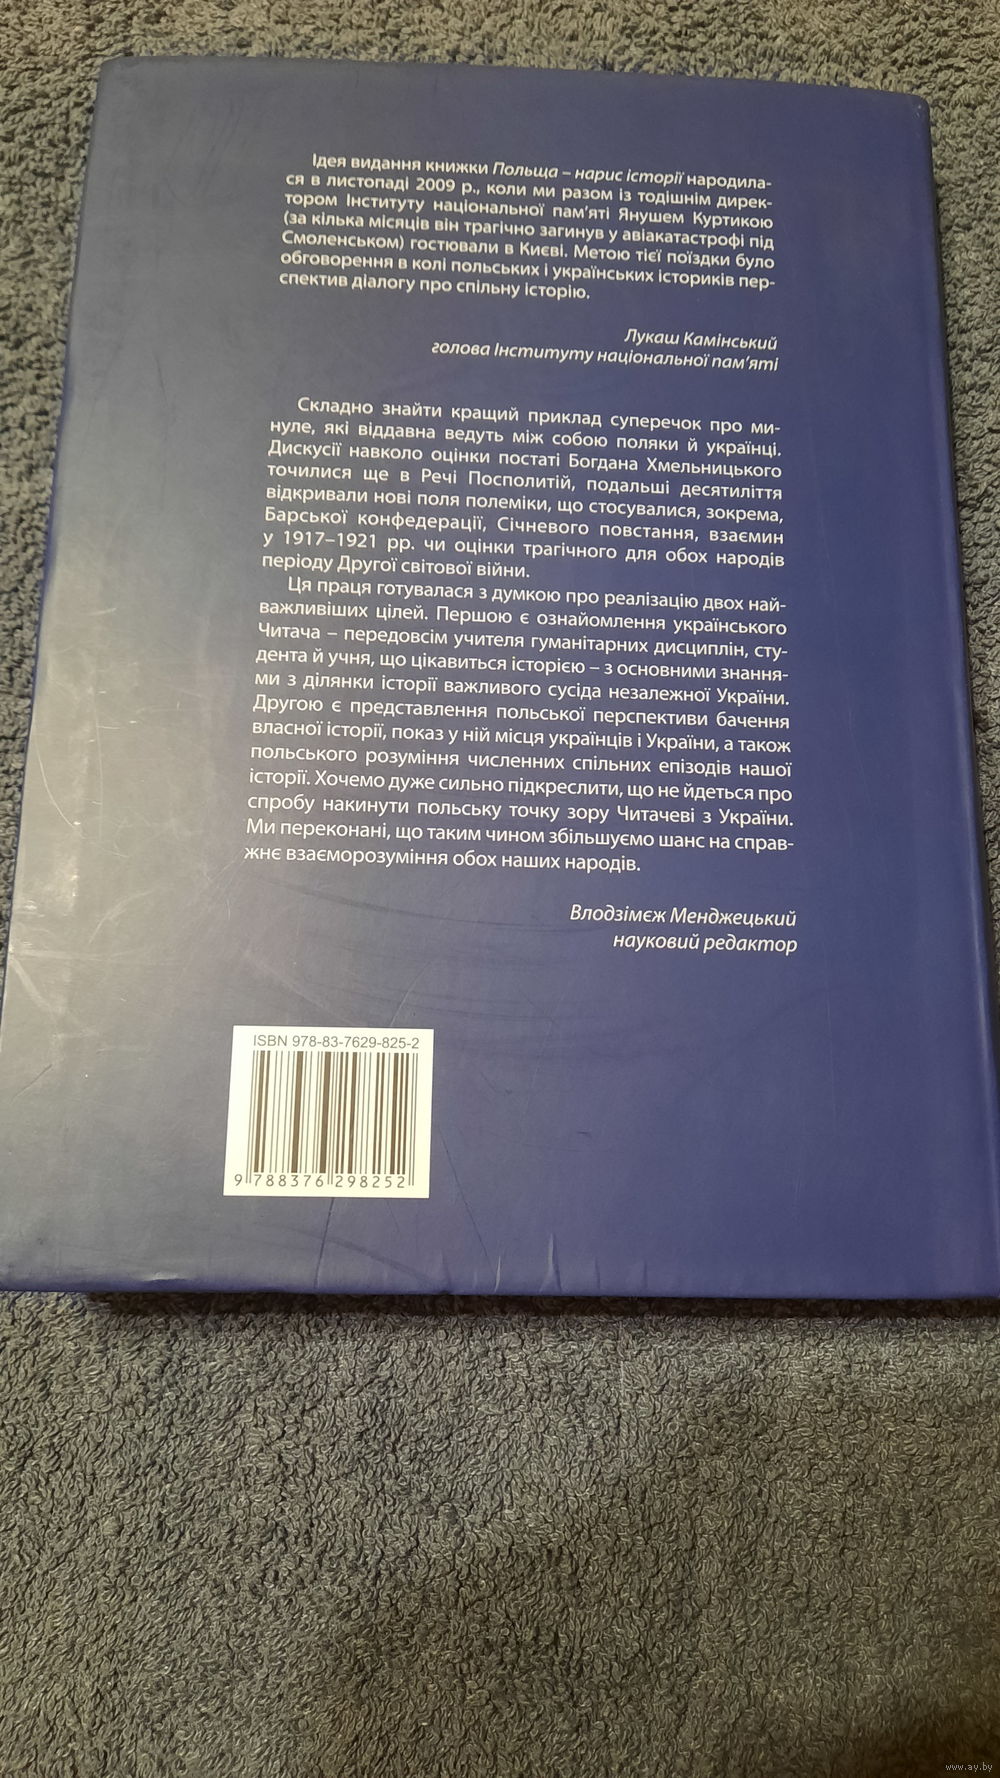 Ідея видання книжки Польща – нарис історії народила-
ся в листопаді 2009 р., коли ми разом із тодішнім дирек-
тором Інституту національної пам’яті Янушем Куртикою
(за кілька місяців він трагічно загинув у авіакатастрофі під
Смоленськом) гостювали в Києві. Метою тієї поїздки було
обговорення в колі польських і українських істориків пер-
спектив діалогу про спільну історію.
Лукаш Камінський
голова Інституту національної пам’яті
Складно знайти кращий приклад суперечок про ми-
нуле, які віддавна ведуть між собою поляки й українці.
Дискусії навколо оцінки постаті Богдана Хмельницького
точилися ще в Речі Посполитій, подальші десятиліття
відкривали нові поля полеміки, що стосувалися, зокрема,
Барської конфедерації, Січневого повстання, взаємин
у 1917–1921 рр. чи оцінки трагічного для обох народів
періоду Другої світової війни.
Ця праця готувалася з думкою про реалізацію двох най-
важливіших цілей. Першою є ознайомлення українського
Читача – передовсім учителя гуманітарних дисциплін, сту-
дента й учня, що цікавиться історією – з основними знання-
ми з ділянки історії важливого сусіда незалежної України.
Другою є представлення польської перспективи бачення
власної історії, показ у ній місця українців і України, а також
польського розуміння численних спільних епізодів нашої
історії. Хочемо дуже сильно підкреслити, що не йдеться про
спробу накинути польську точку зору Читачеві з України.
Ми переконані, що таким чином збільшуємо шанс на справ-
жнє взаєморозуміння обох наших народів.
Влодзімєж Менджецький
науковий редактор
ISBN 978-83-7629-825-2
9 788376 298252
www.ay.by